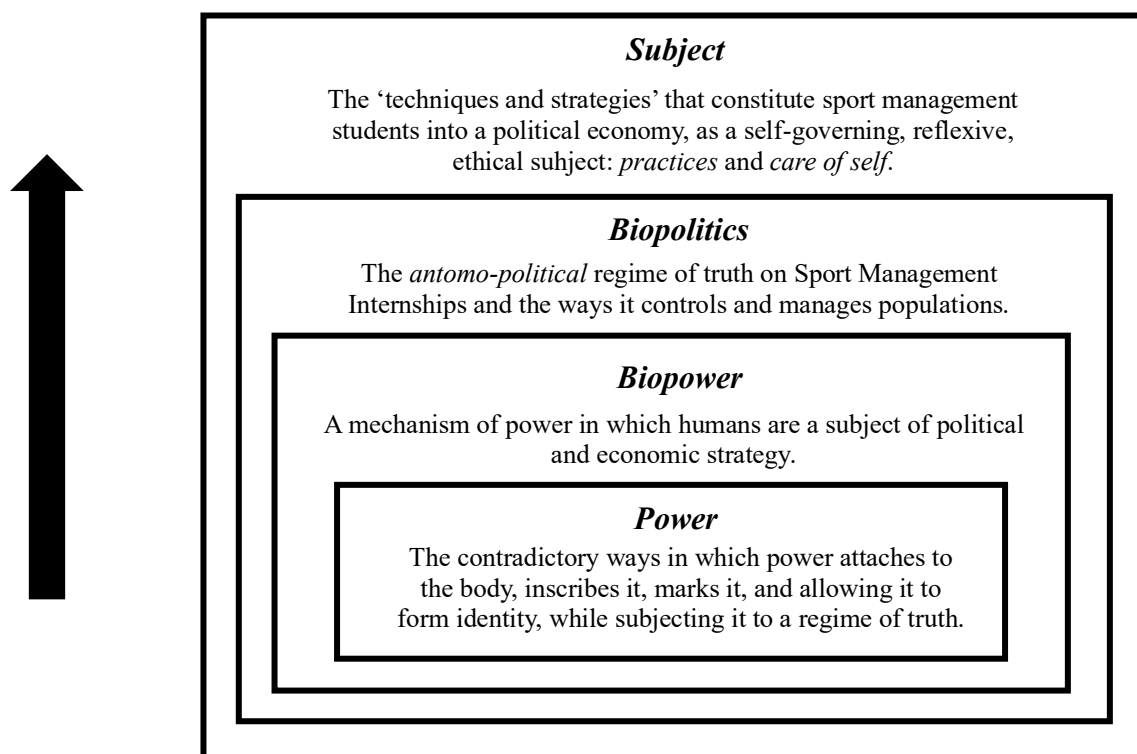 Subject
The ‘techniques and strategies’ that constitute sport management
students into a political economy, as a self-governing, reflexive,
ethical subject: practices and care of self.
Biopolitics
The antomo-political regime of truth on Sport Management
Internships and the ways it controls and manages populations.
Biopower
A mechanism of power in which humans are a subject of political
and economic strategy.
Power
The contradictory ways in which power attaches to
the body, inscribes it, marks it, and allowing it to
form identity, while subjecting it to a regime of truth.